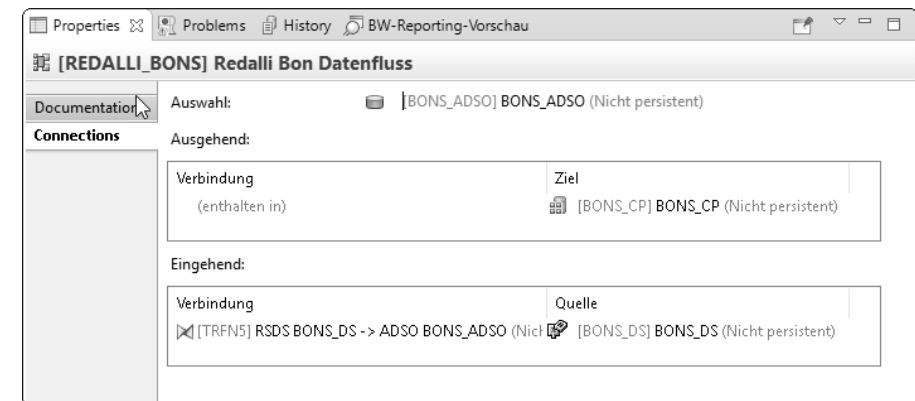 Properties Problems History BW-Reporting-Vorschau
[REDALLI_BONS] Redalli Bon Datenfluss
Documentation
Connections
Auswahl: [BONS_ADSO] BONS_ADSO (Nicht persistent)
Ausgehend:
Verbindung Ziel
(enthalten in) [BONS_CP] BONS_CP (Nicht persistent)
Eingehend:
Verbindung Quelle
[TRFN5] RSDS BONS_DS -> ADSO BONS_ADSO (Nich [BONS_DS] BONS_DS (Nicht persistent)